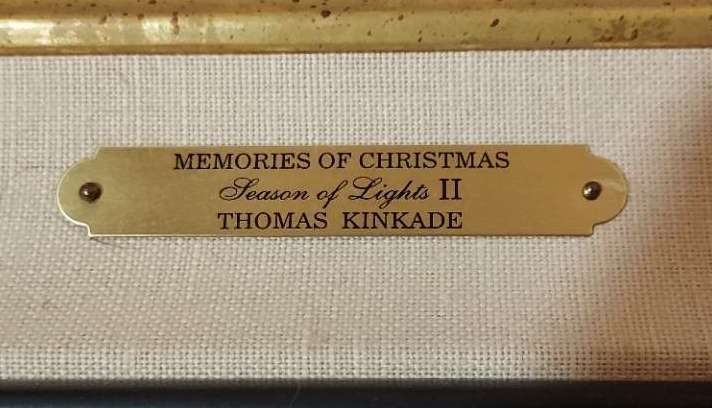 MEMORIES OF CHRISTMAS
Season of Lights II
THOMAS KINKADE